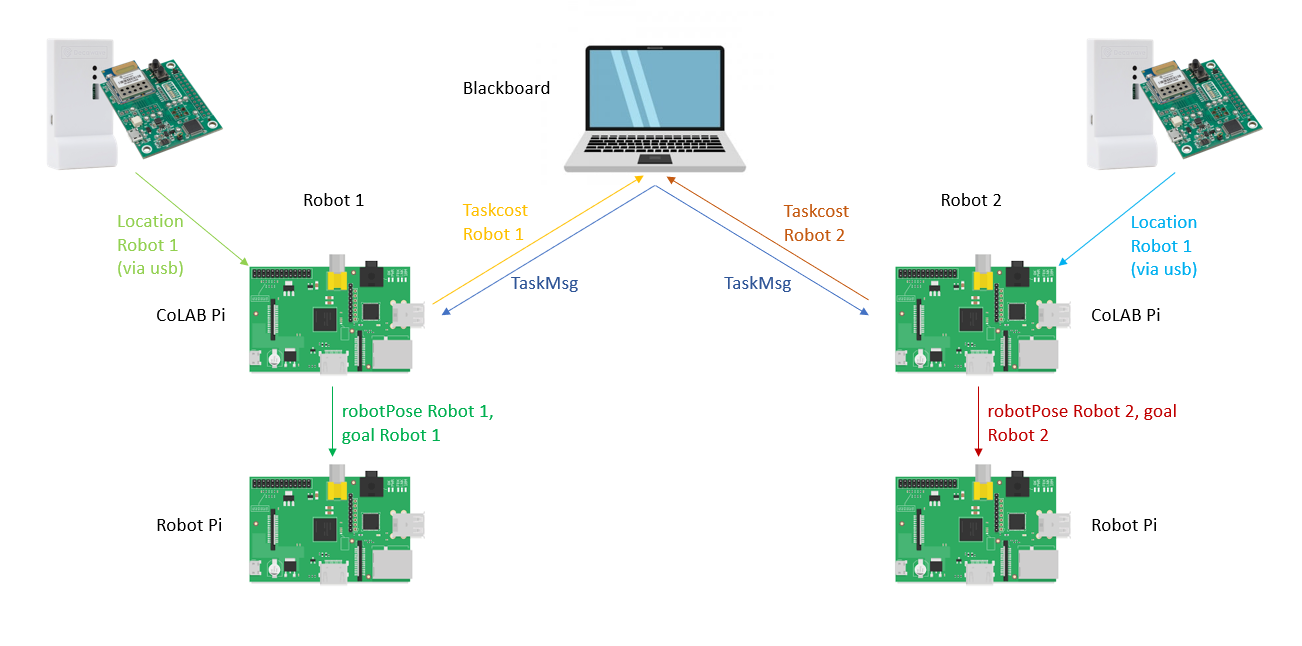 Blackboard
Robot 1
Robot 2
Location
Robot 1
(via usb)
Taskcost
Robot 1
Taskcost
Robot 2
Location
Robot 1
(via usb)
TaskMsg
TaskMsg
CoLAB Pi
CoLAB Pi
robotPose Robot 1,
goal Robot 1
robotPose Robot 2, goal
Robot 2
Robot Pi
Robot Pi